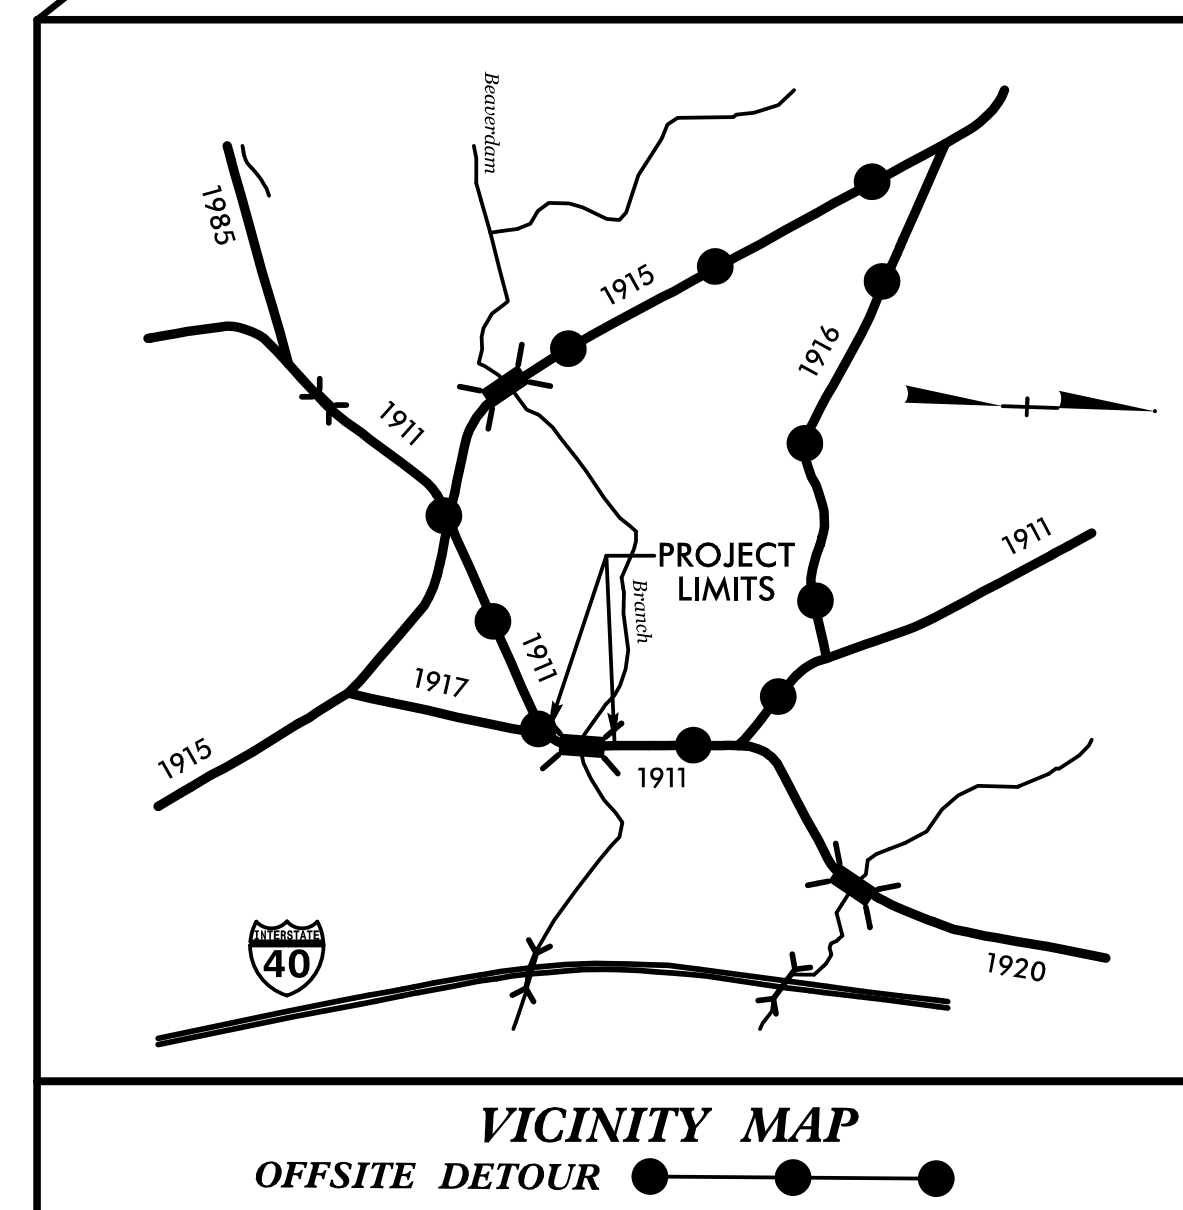 Beaverdam
1985
1915
1916
1911
1911
PROJECT
LIMITS
Branch
1911
1917
1915
1911
INTERSTATE
40
1920
VICINITY MAP
OFFSITE DETOUR